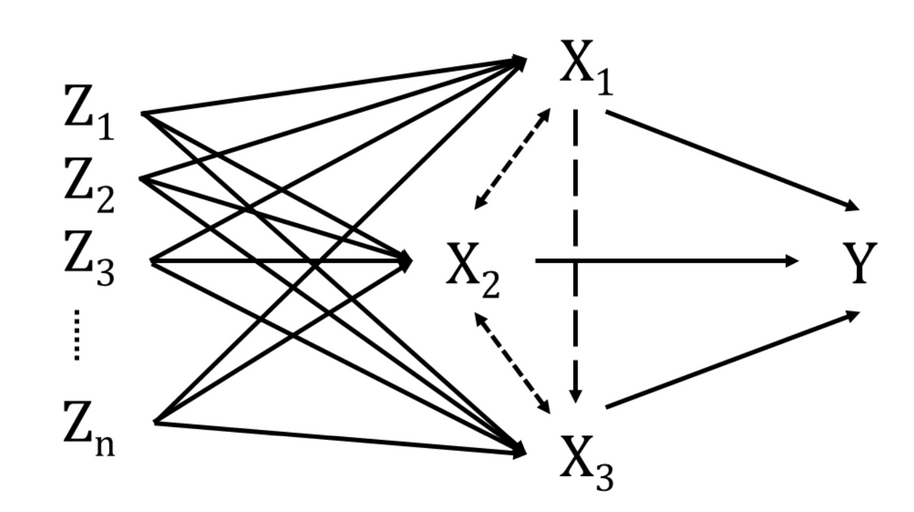 X₁
Z₁
Z₂
Z₃
X₂
Y
Zₙ
X₃